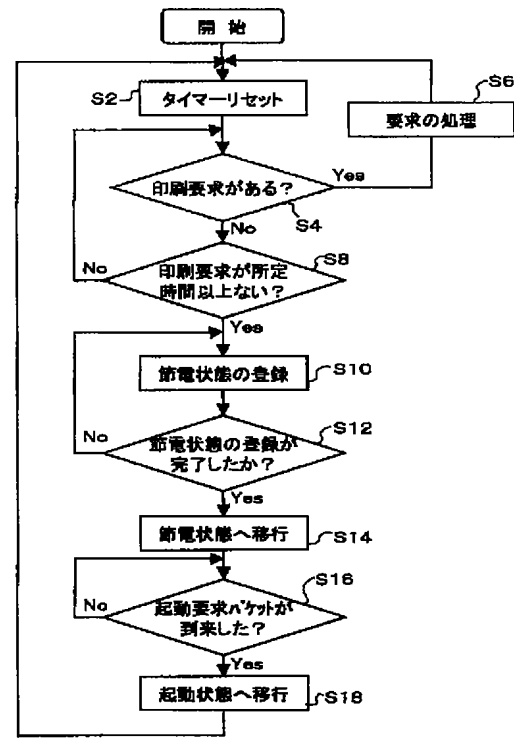 開 始
S2
タイマーリセット
S6
要求の処理
印刷要求がある?
Yes
S4
No
S8
印刷要求が所定
時間以上ない?
No
Yes
節電状態の登録
S10
節電状態の登録が
完了したか?
S12
No
Yes
節電状態へ移行
S14
S16
起動要求パケットが
到来した?
No
Yes
起動状態へ移行
S18